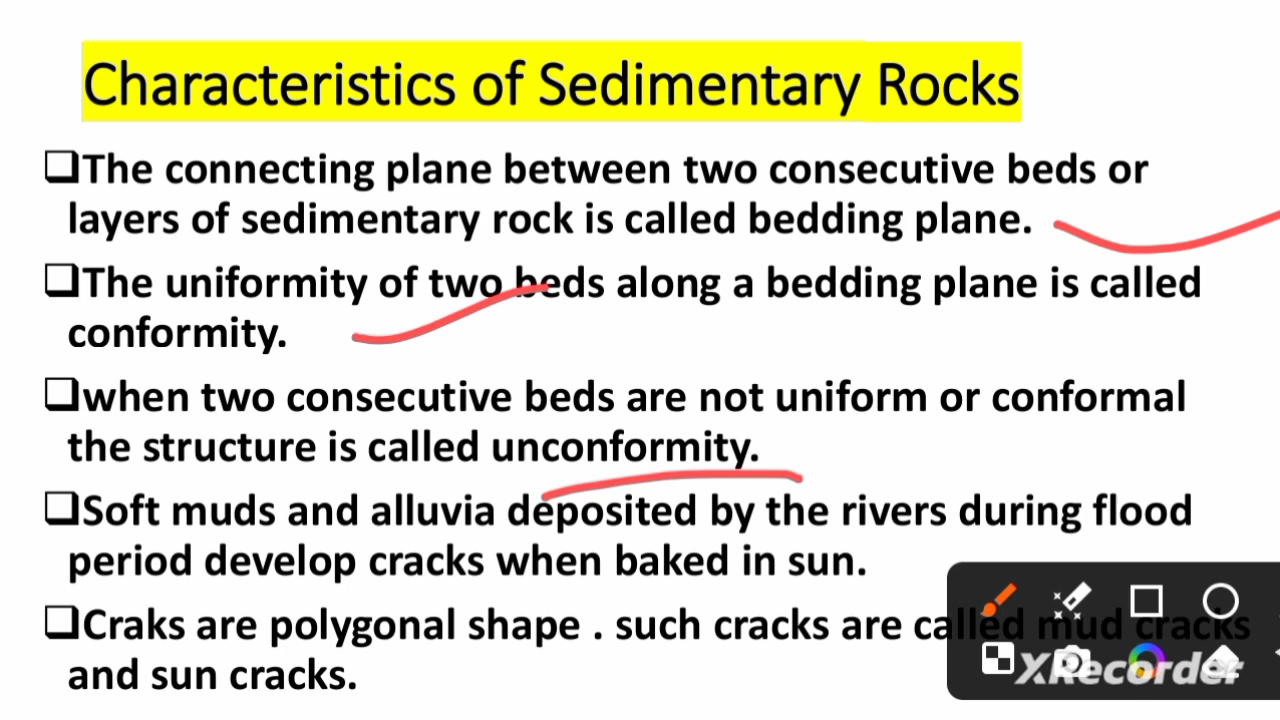 Characteristics of Sedimentary Rocks
❑The connecting plane between two consecutive beds or
layers of sedimentary rock is called bedding plane.
❑The uniformity of two beds along a bedding plane is called
conformity.
❑when two consecutive beds are not uniform or conformal
the structure is called unconformity.
❑Soft muds and alluvia deposited by the rivers during flood
period develop cracks when baked in sun.
❑Craks are polygonal shape . such cracks are called mud cracks
and sun cracks.
XRecorder